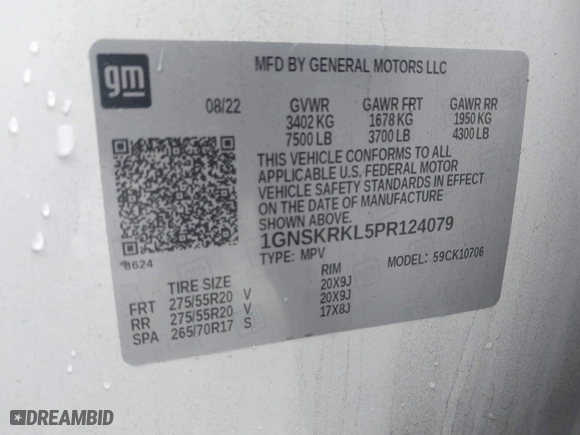 gm
MFD BY GENERAL MOTORS LLC
08/22 GVWR GAWR FRT GAWR RR
3402 KG 1678 KG 1950 KG
7500 LB 3700 LB 4300 LB
THIS VEHICLE CONFORMS TO ALL
APPLICABLE U.S. FEDERAL MOTOR
VEHICLE SAFETY STANDARDS IN EFFECT
ON THE DATE OF MANUFACTURE
SHOWN ABOVE.
1GNSKRKL5PR124079
TYPE: MPV MODEL: 59CK10706
8624
TIRE SIZE RIM
FRT 275/55R20 V 20X9J
RR 275/55R20 V 20X9J
SPA 265/70R17 S 17X8J
DREAMBID